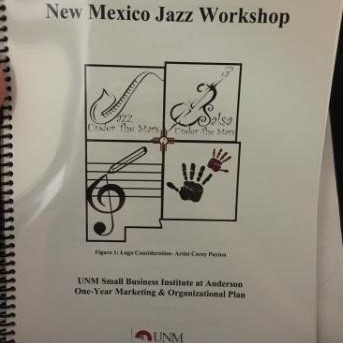 New Mexico Jazz Workshop
Jazz
Under The Stars
Salsa
Under The Stars
Figure 1: Logo Consideration- Artist Corey Payton
UNM Small Business Institute at Anderson
One-Year Marketing & Organizational Plan
UNM